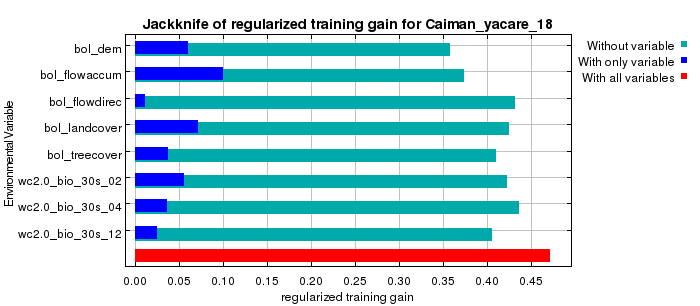 Jackknife of regularized training gain for Caiman_yacare_18
Environmental Variable
bol_dem
bol_flowaccum
bol_flowdirec
bol_landcover
bol_treecover
wc2.0_bio_30s_02
wc2.0_bio_30s_04
wc2.0_bio_30s_12
0.00 0.05 0.10 0.15 0.20 0.25 0.30 0.35 0.40 0.45
regularized training gain
Without variable
With only variable
With all variables